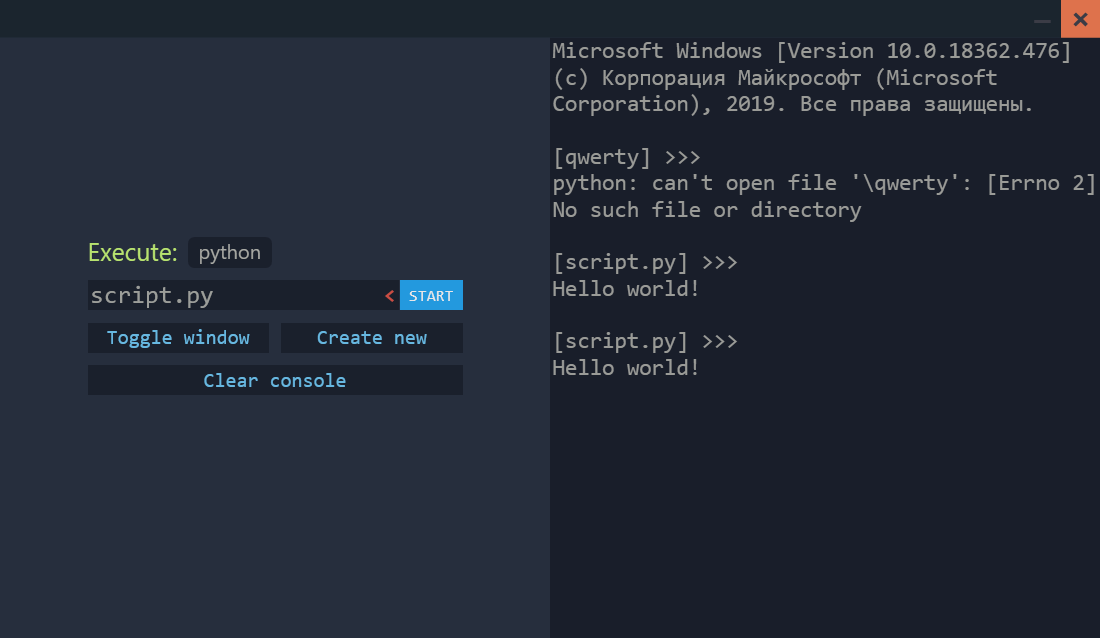 Execute: python
script.py < START
Toggle window Create new
Clear console
Microsoft Windows [Version 10.0.18362.476]
(c) Корпорация Майкрософт (Microsoft
Corporation), 2019. Все права защищены.
[qwerty] >>>
python: can't open file '\qwerty': [Errno 2]
No such file or directory
[script.py] >>>
Hello world!
[script.py] >>>
Hello world!